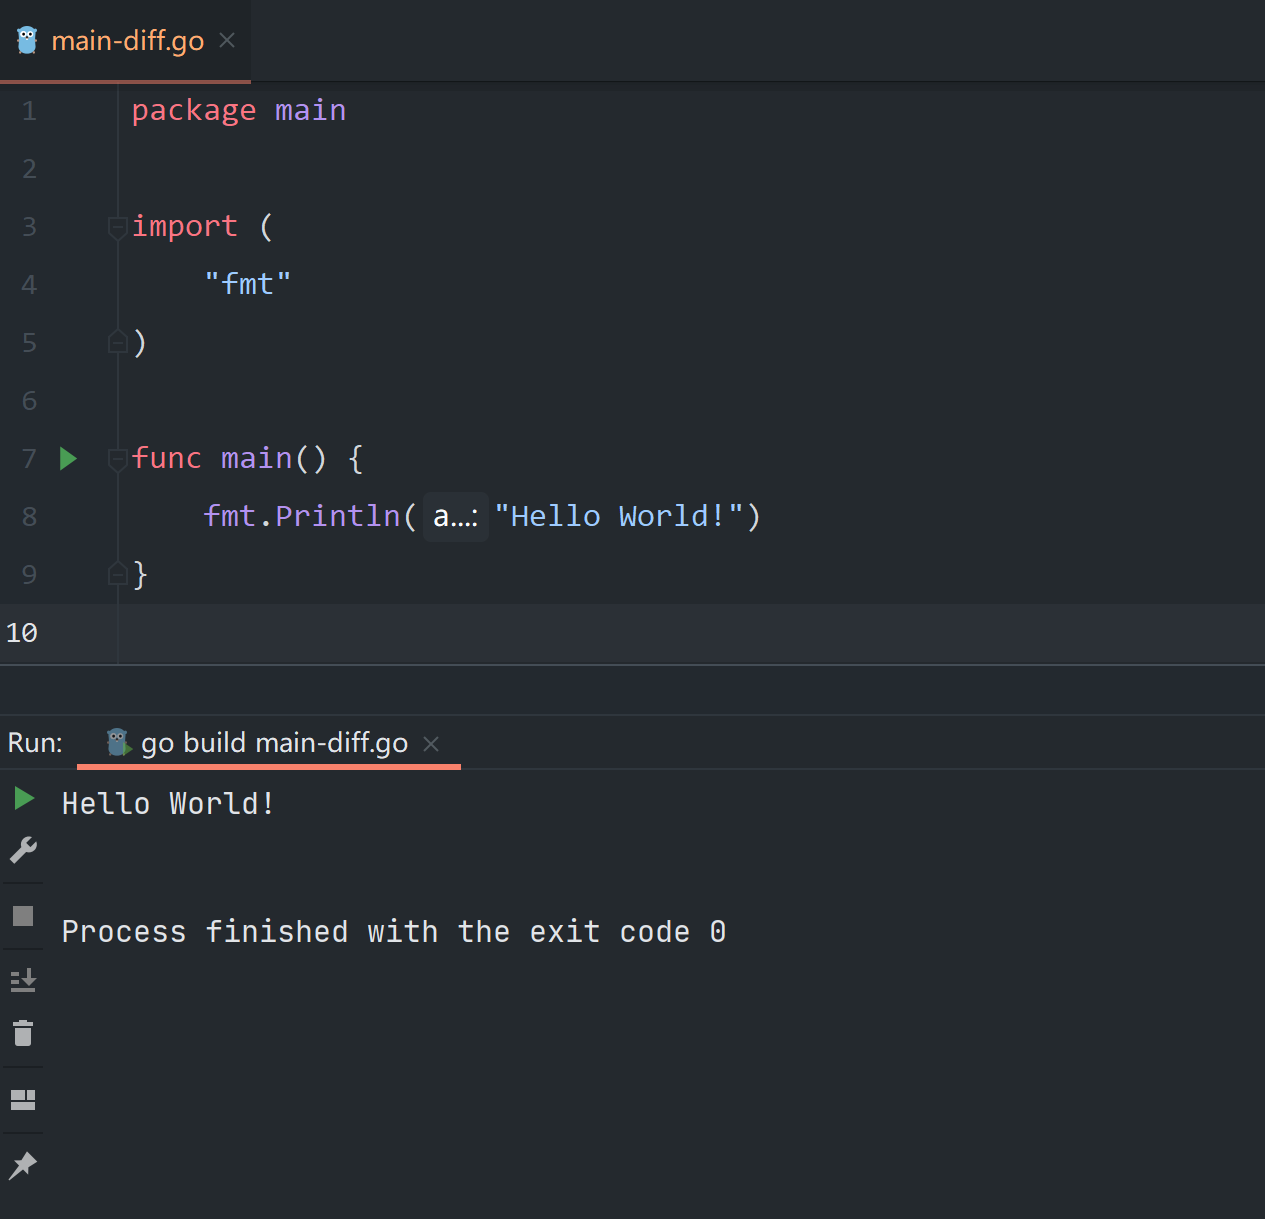 main-diff.go
1 package main
2
3 import (
4     "fmt"
5 )
6
7 func main() {
8     fmt.Println( a...: "Hello World!")
9 }
10
Run: go build main-diff.go
Hello World!
Process finished with the exit code 0